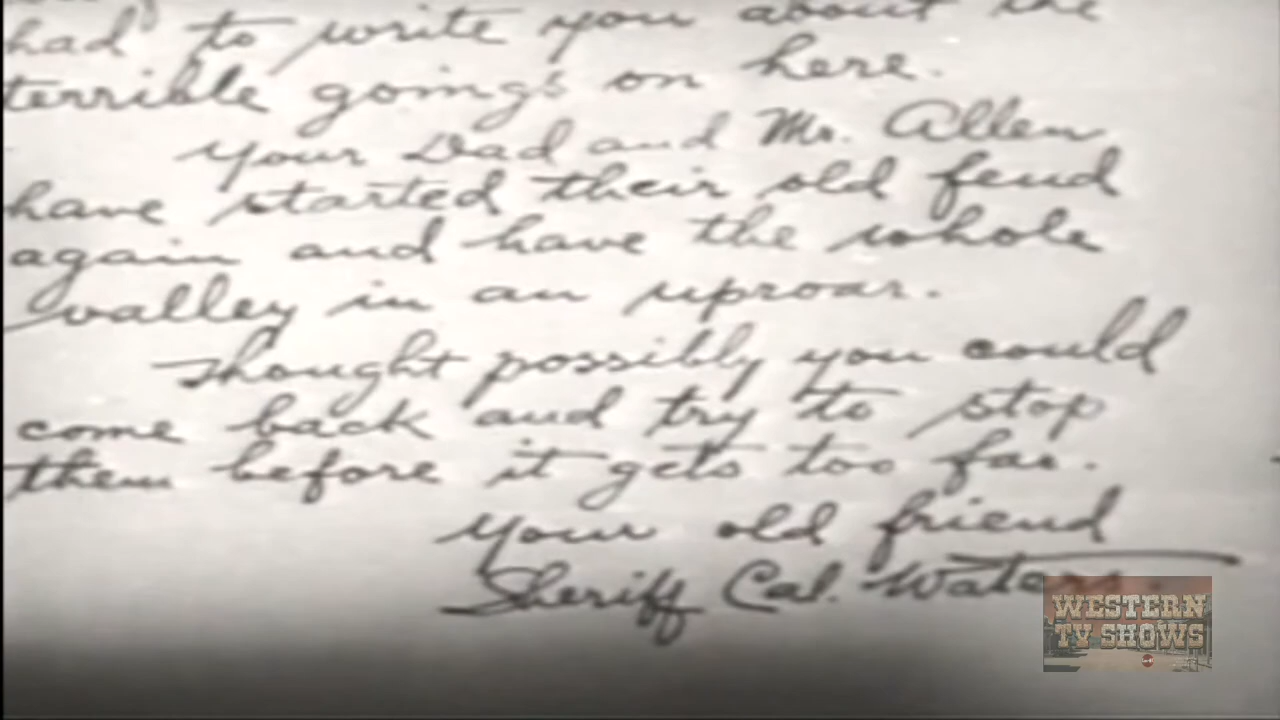 had to write you about the
terrible goings on here.
Your Dad and Mr. Allen
have started their old feud
again and have the whole
valley in an uproar.
Thought possibly you could
come back and try to stop
them before it gets too far.
Your old friend
Sheriff Cal. Waters.
WESTERN
TV SHOWS